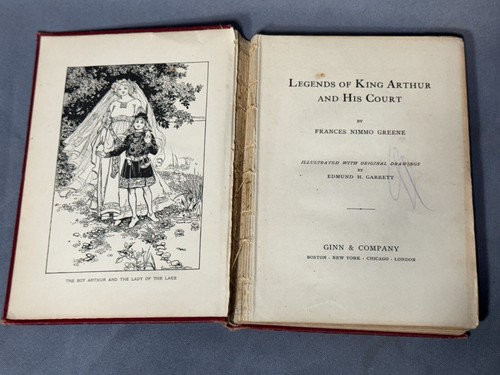 THE BOY ARTHUR AND THE LADY OF THE LAKE
LEGENDS OF KING ARTHUR
AND HIS COURT
BY
FRANCES NIMMO GREENE
ILLUSTRATED WITH ORIGINAL DRAWINGS
BY
EDMUND H. GARRETT
GINN & COMPANY
BOSTON · NEW YORK · CHICAGO · LONDON